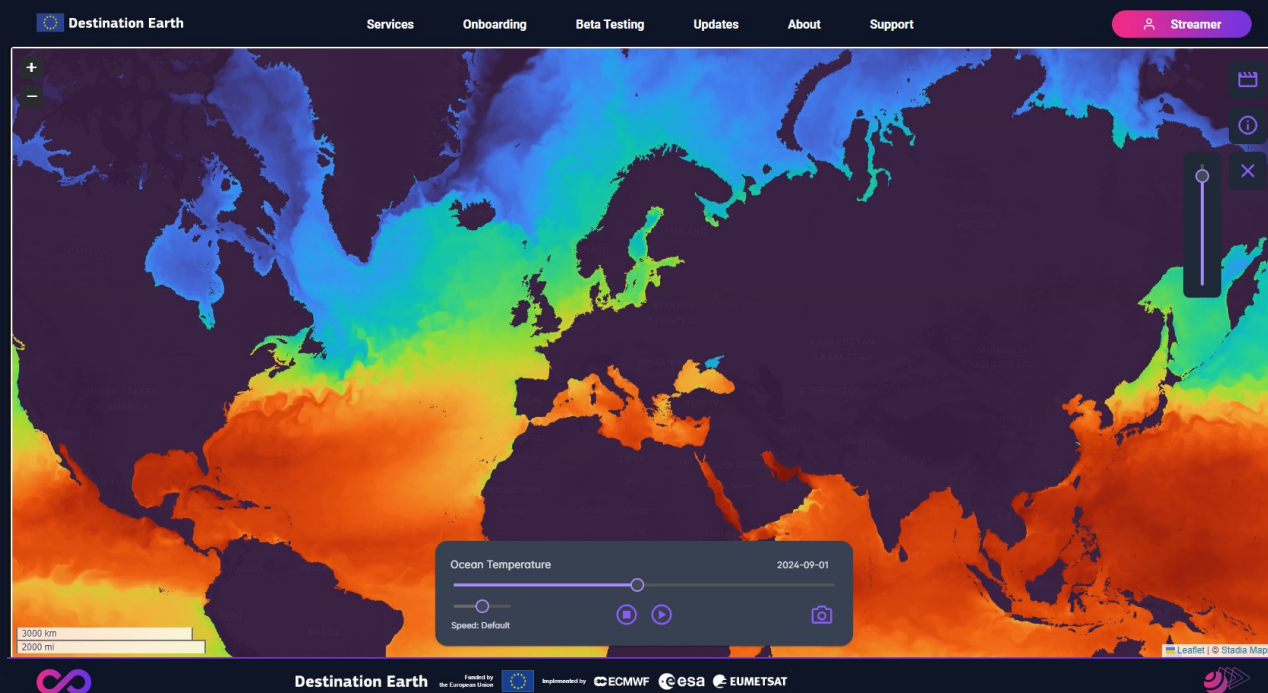 Destination Earth
Services
Onboarding
Beta Testing
Updates
About
Support
Streamer
+
−
Ocean Temperature
2024-09-01
Speed: Default
3000 km
2000 mi
Leaflet | © Stadia Map
Destination Earth
Funded by
the European Union
Implemented by
ECMWF
esa
EUMETSAT